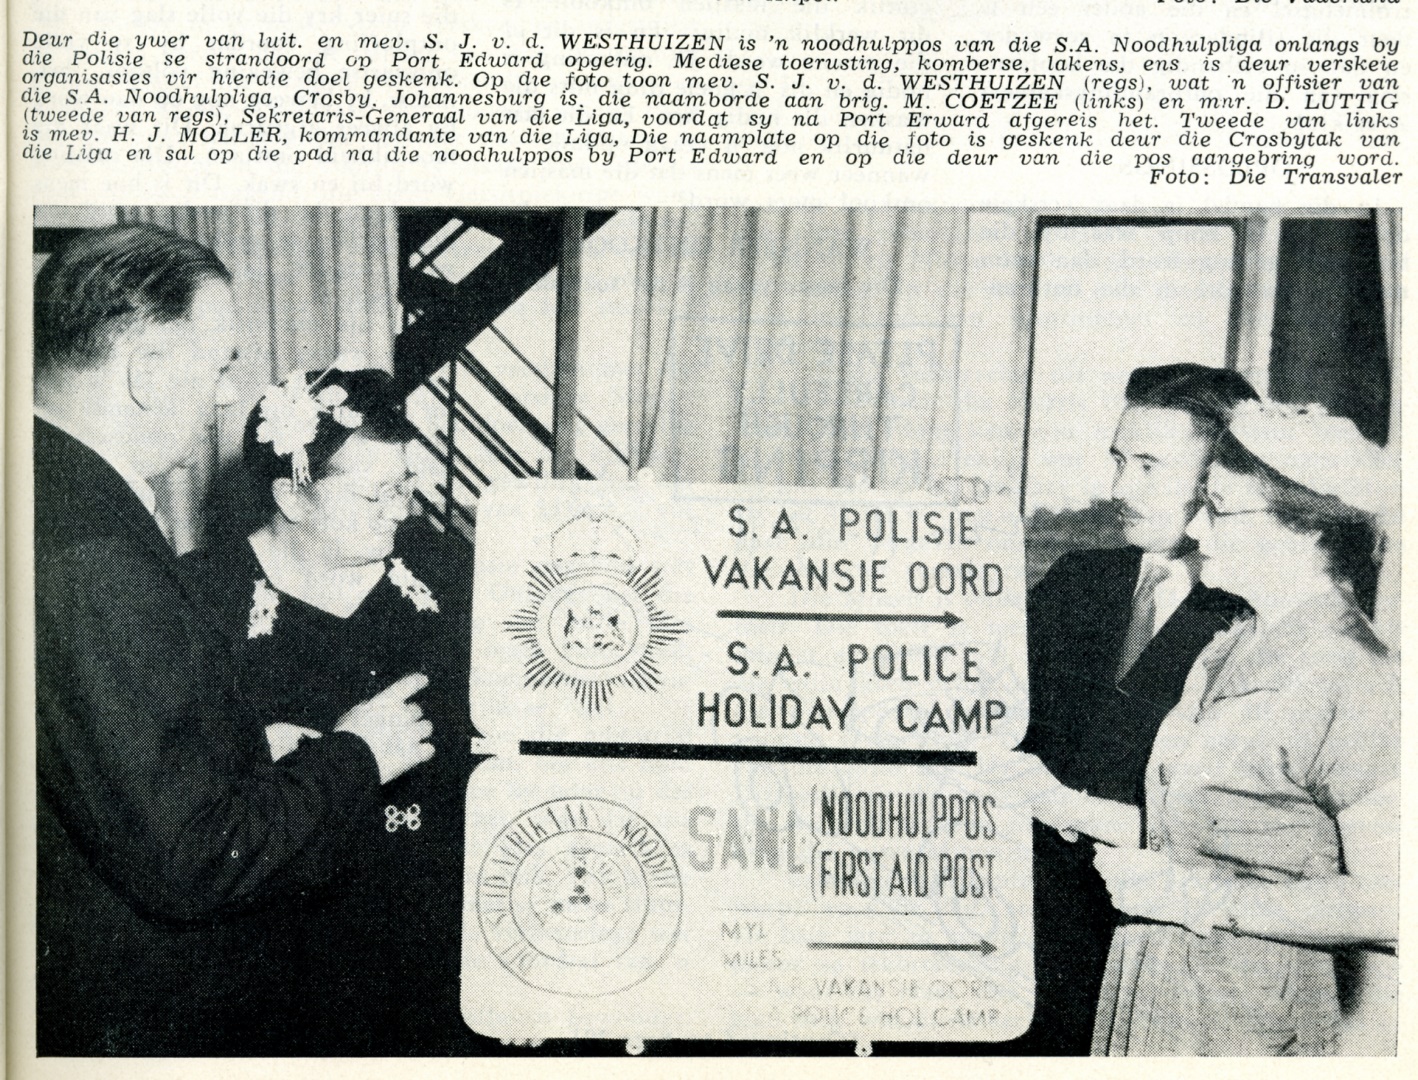 Foto: Die Vaderland
Deur die ywer van luit. en mev. S. J. v. d. WESTHUIZEN is 'n noodhulppos van die S.A. Noodhulpliga onlangs by
die Polisie se strandoord op Port Edward opgerig. Mediese toerusting, komberse, lakens, ens. is deur verskeie
organisasies vir hierdie doel geskenk. Op die foto toon mev. S. J. v. d. WESTHUIZEN (regs), wat 'n offisier van
die S.A. Noodhulpliga, Crosby, Johannesburg is, die naamborde aan brig. M. COETZEE (links) en mnr. D. LUTTIG
(tweede van regs), Sekretaris-Generaal van die Liga, voordat sy na Port Erward afgereis het. Tweede van links
is mev. H. J. MOLLER, kommandante van die Liga, Die naamplate op die foto is geskenk deur die Crosbytak van
die Liga en sal op die pad na die noodhulppos by Port Edward en op die deur van die pos aangebring word.
Foto: Die Transvaler
S.A. POLISIE
VAKANSIE OORD
S.A. POLICE
HOLIDAY CAMP
DIE SUID AFRIKAANS NOODHUL
S.A.N.L.
NOODHULPPOS
FIRST AID POST
MYL
MILES
S.A.P. VAKANSIE OORD
POLICE HOL CAMP